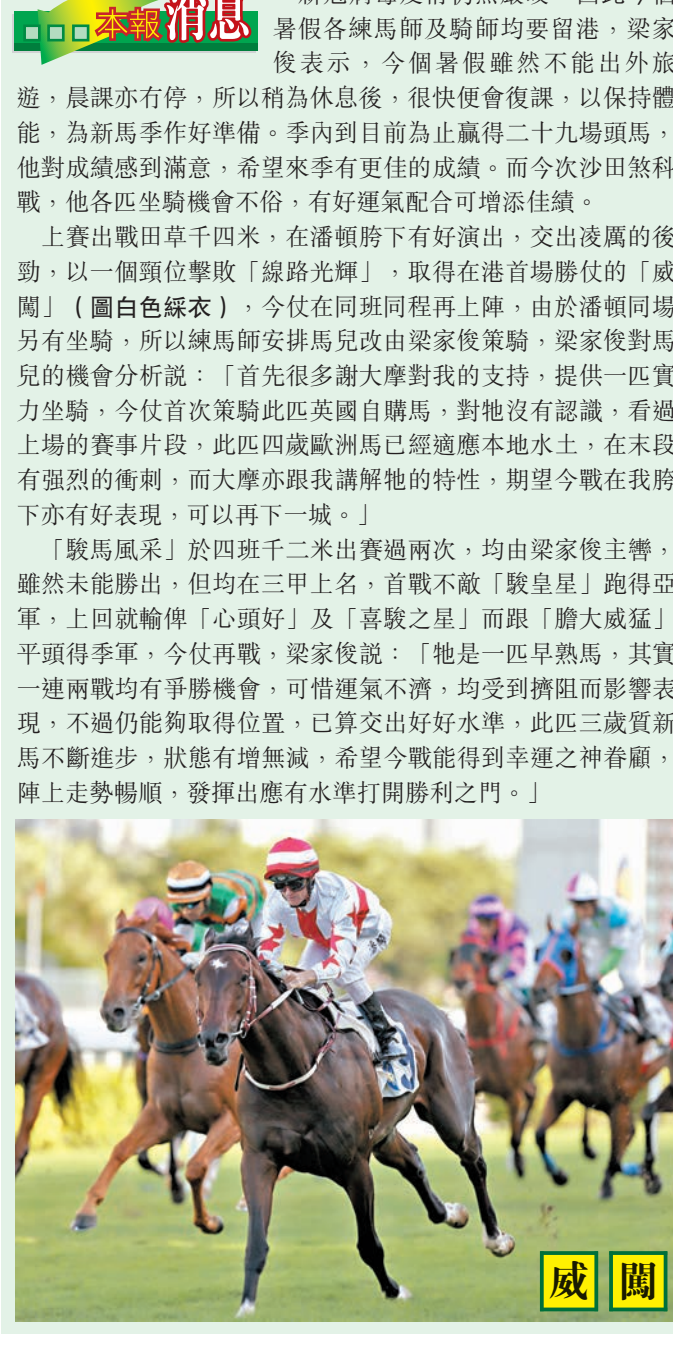 本報消息
暑假各練馬師及騎師均要留港，梁家
俊表示，今個暑假雖然不能出外旅
遊，晨課亦冇停，所以稍為休息後，很快便會復課，以保持體
能，為新馬季作好準備。季內到目前為止贏得二十九場頭馬，
他對成績感到滿意，希望來季有更佳的成績。而今次沙田煞科
戰，他各匹坐騎機會不俗，有好運氣配合可增添佳績。
上賽出戰田草千四米，在潘頓胯下有好演出，交出凌厲的後
勁，以一個頸位擊敗「線路光輝」，取得在港首場勝仗的「威
闖」（圖白色綵衣），今仗在同班同程再上陣，由於潘頓同場
另有坐騎，所以練馬師安排馬兒改由梁家俊策騎，梁家俊對馬
兒的機會分析説：「首先很多謝大摩對我的支持，提供一匹實
力坐騎，今仗首次策騎此匹英國自購馬，對牠沒有認識，看過
上場的賽事片段，此匹四歲歐洲馬已經適應本地水土，在末段
有强烈的衝刺，而大摩亦跟我講解牠的特性，期望今戰在我胯
下亦有好表現，可以再下一城。」
「駿馬風采」於四班千二米出賽過兩次，均由梁家俊主轡，
雖然未能勝出，但均在三甲上名，首戰不敵「駿皇星」跑得亞
軍，上回就輸俾「心頭好」及「喜駿之星」而跟「膽大威猛」
平頭得季軍，今仗再戰，梁家俊説：「牠是一匹早熟馬，其實
一連兩戰均有爭勝機會，可惜運氣不濟，均受到擠阻而影響表
現，不過仍能夠取得位置，已算交出好好水準，此匹三歲質新
馬不斷進步，狀態有增無減，希望今戰能得到幸運之神眷顧，
陣上走勢暢順，發揮出應有水準打開勝利之門。」
威闖